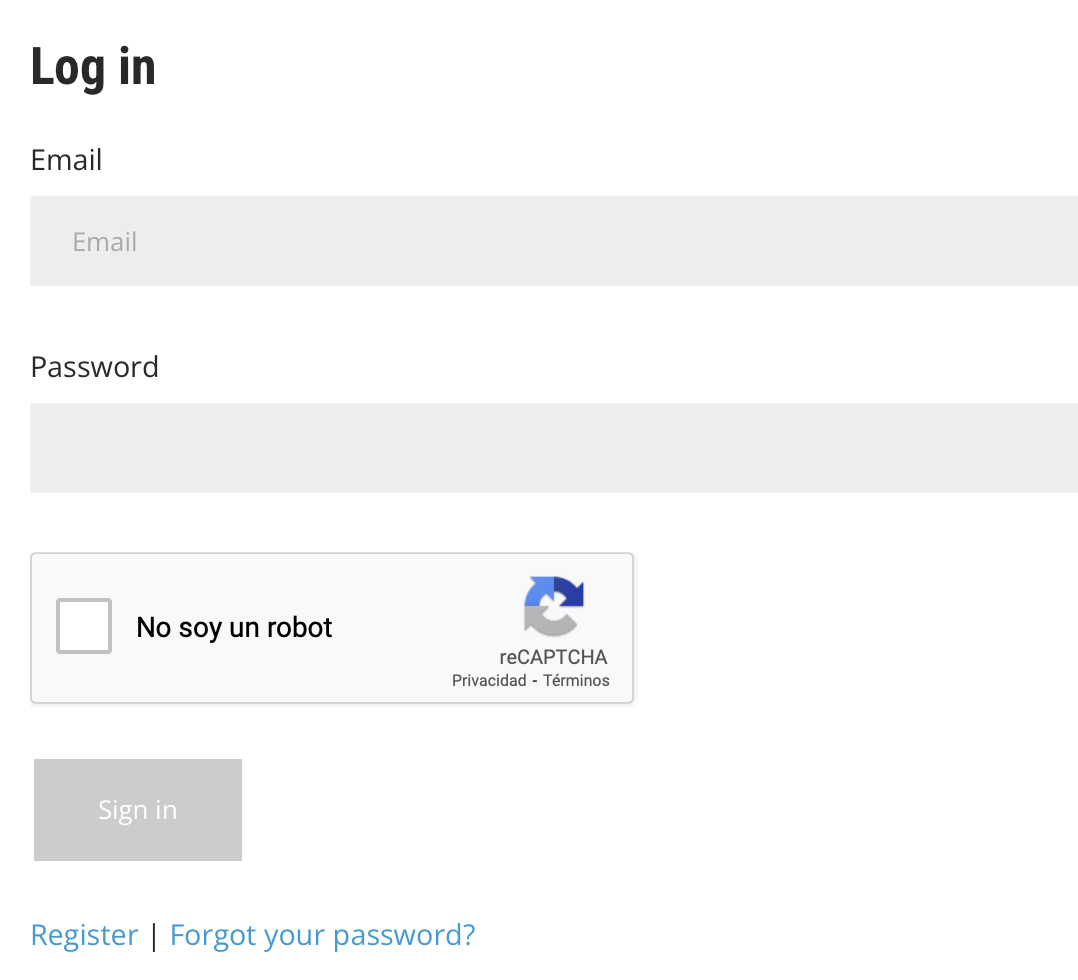 Log in
Email
Email
Password
No soy un robot
reCAPTCHA
Privacidad - Términos
Sign in
Register | Forgot your password?